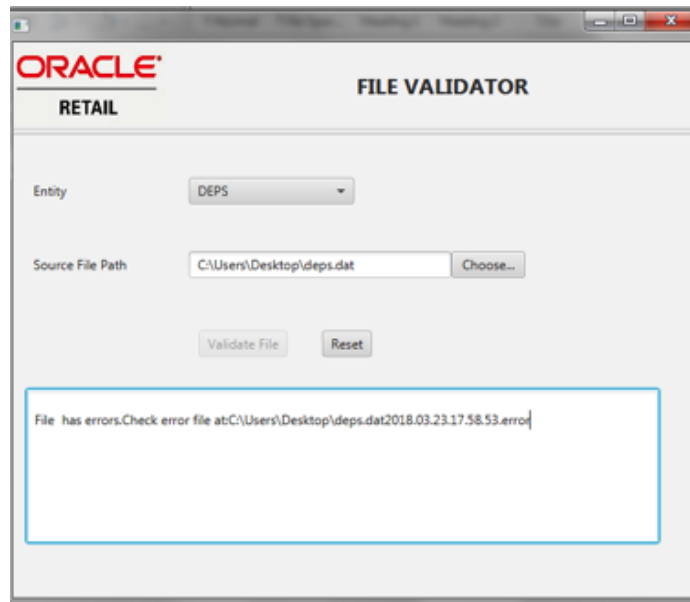 ORACLE
RETAIL
FILE VALIDATOR
Entity
DEPS
Source File Path
C:\Users\Desktop\deps.dat
Choose...
Validate File
Reset
File has errors.Check error file at:C:\Users\Desktop\deps.dat2018.03.23.17.58.53.error